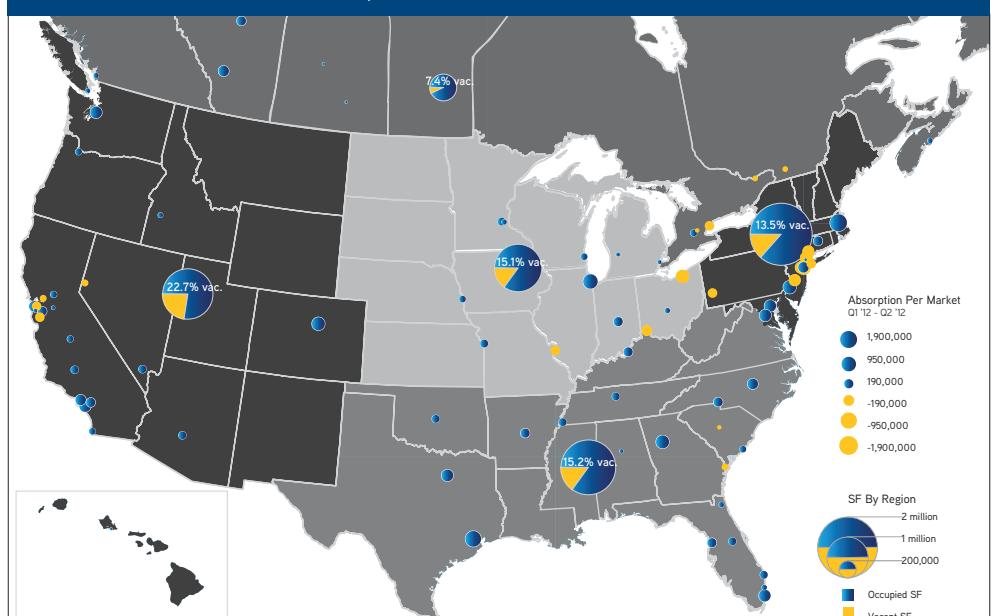 7.4% vac.
13.5% vac.
15.1% vac.
22.7% vac.
15.2% vac.
Absorption Per Market
Q1 '12 - Q2 '12
1,900,000
950,000
190,000
-190,000
-950,000
-1,900,000
SF By Region
2 million
1 million
200,000
Occupied SF
Vacant SF